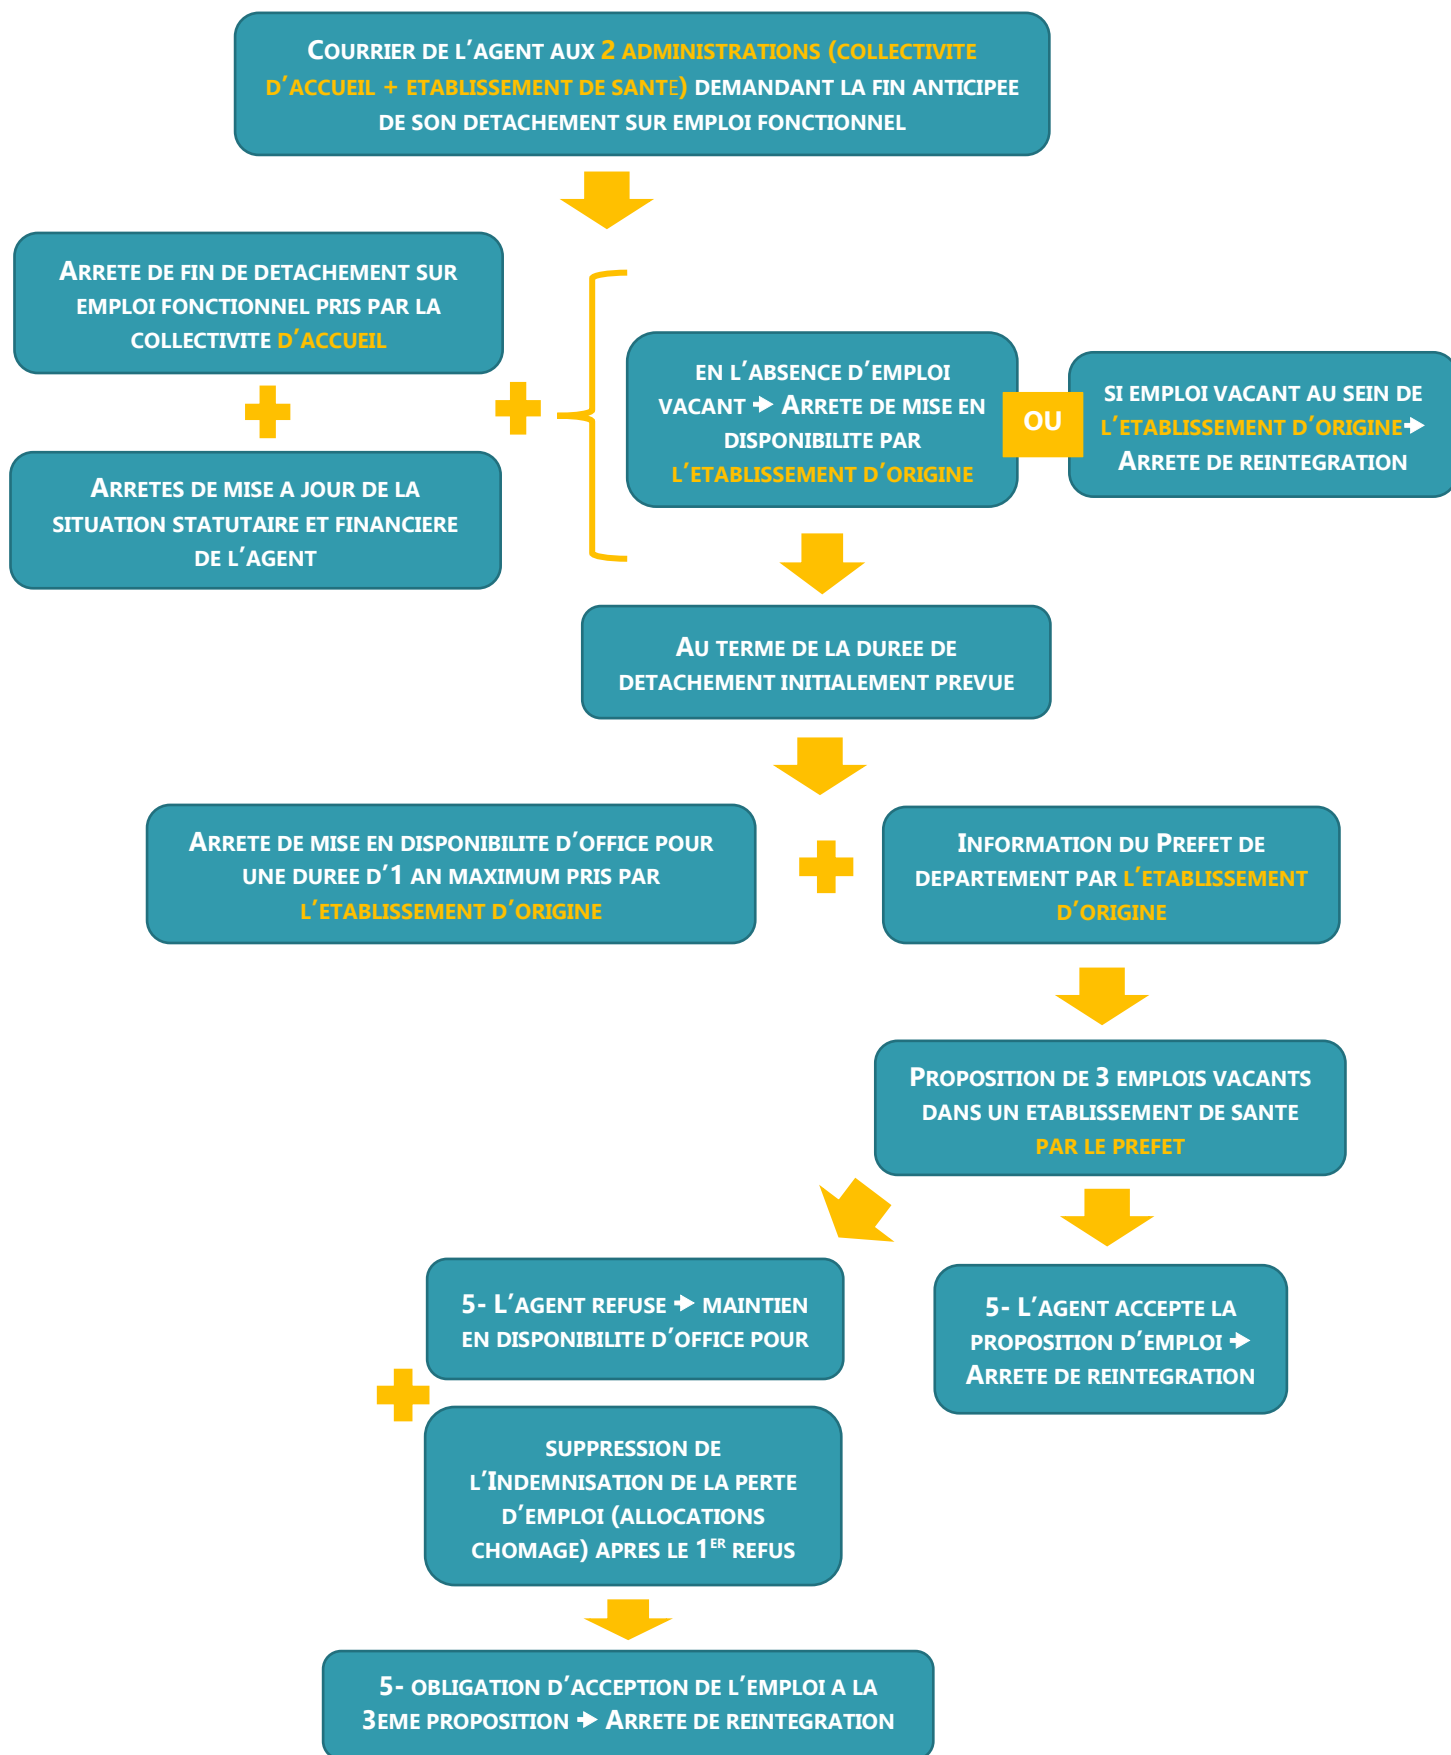 COURRIER DE L'AGENT AUX 2 ADMINISTRATIONS (COLLECTIVITE
D'ACCUEIL + ETABLISSEMENT DE SANTE) DEMANDANT LA FIN ANTICIPEE
DE SON DETACHEMENT SUR EMPLOI FONCTIONNEL
ARRETE DE FIN DE DETACHEMENT SUR
EMPLOI FONCTIONNEL PRIS PAR LA
COLLECTIVITE D'ACCUEIL
ARRETES DE MISE A JOUR DE LA
SITUATION STATUTAIRE ET FINANCIERE
DE L'AGENT
EN L'ABSENCE D'EMPLOI
VACANT → ARRETE DE MISE EN
DISPONIBILITE PAR
L'ETABLISSEMENT D'ORIGINE
OU
SI EMPLOI VACANT AU SEIN DE
L'ETABLISSEMENT D'ORIGINE →
ARRETE DE REINTEGRATION
AU TERME DE LA DUREE DE
DETACHEMENT INITIALEMENT PREVUE
ARRETE DE MISE EN DISPONIBILITE D'OFFICE POUR
UNE DUREE D'1 AN MAXIMUM PRIS PAR
L'ETABLISSEMENT D'ORIGINE
INFORMATION DU PREFET DE
DEPARTEMENT PAR L'ETABLISSEMENT
D'ORIGINE
PROPOSITION DE 3 EMPLOIS VACANTS
DANS UN ETABLISSEMENT DE SANTE
PAR LE PREFET
5- L'AGENT REFUSE → MAINTIEN
EN DISPONIBILITE D'OFFICE POUR
5- L'AGENT ACCEPTE LA
PROPOSITION D'EMPLOI →
ARRETE DE REINTEGRATION
SUPPRESSION DE
L'INDEMNISATION DE LA PERTE
D'EMPLOI (ALLOCATIONS
CHOMAGE) APRES LE 1ER REFUS
5- OBLIGATION D'ACCEPTION DE L'EMPLOI A LA
3EME PROPOSITION → ARRETE DE REINTEGRATION